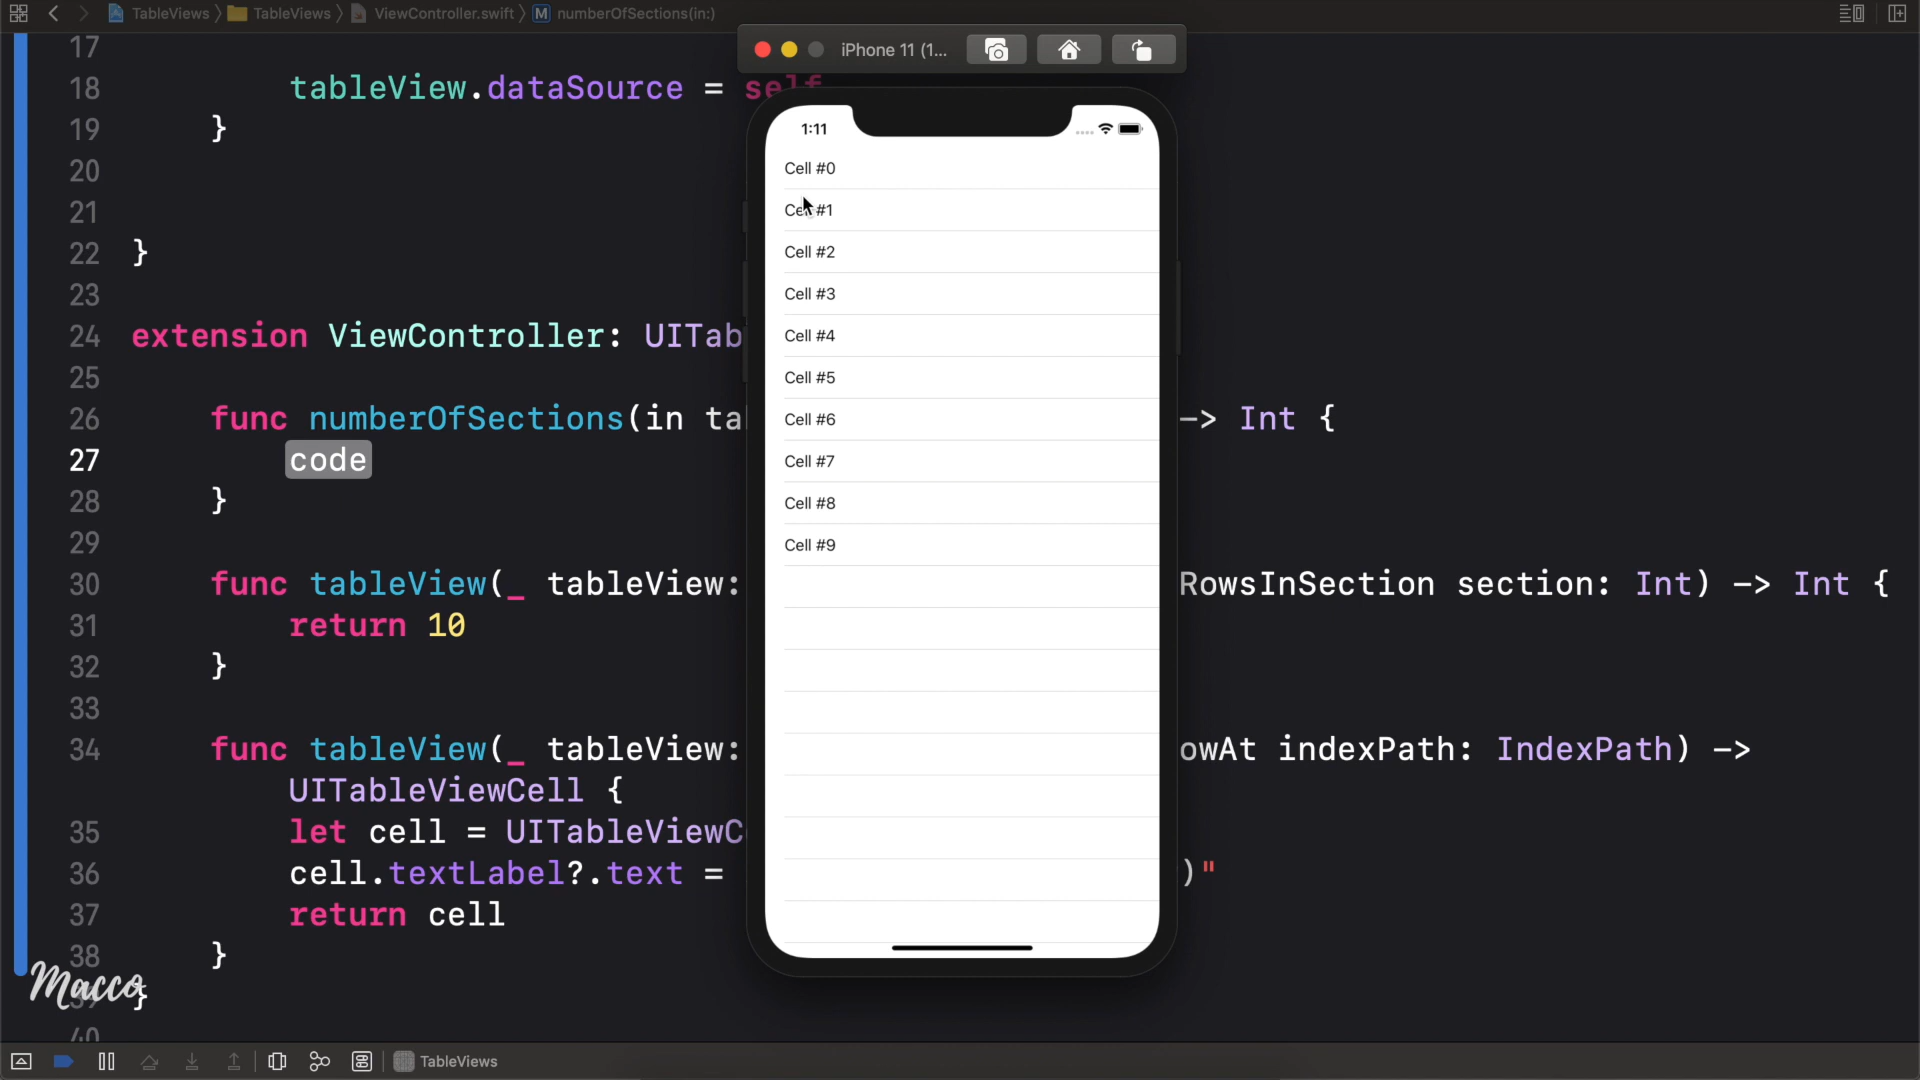 TableViews TableViews ViewController.swift M numberOfSections(in:)
iPhone 11 (1...
1:11
Cell #0
Cell #1
Cell #2
Cell #3
Cell #4
Cell #5
Cell #6
Cell #7
Cell #8
Cell #9
17
18 tableView.dataSource = self
19 }
20
21
22 }
23
24 extension ViewController: UITab
25
26 func numberOfSections(in ta -> Int {
27 code
28 }
29
30 func tableView(_ tableView: RowsInSection section: Int) -> Int {
31 return 10
32 }
33
34 func tableView(_ tableView: owAt indexPath: IndexPath) ->
UITableViewCell {
35 let cell = UITableViewC
36 cell.textLabel?.text = )"
37 return cell
38 }
39 }
40
Macco
TableViews